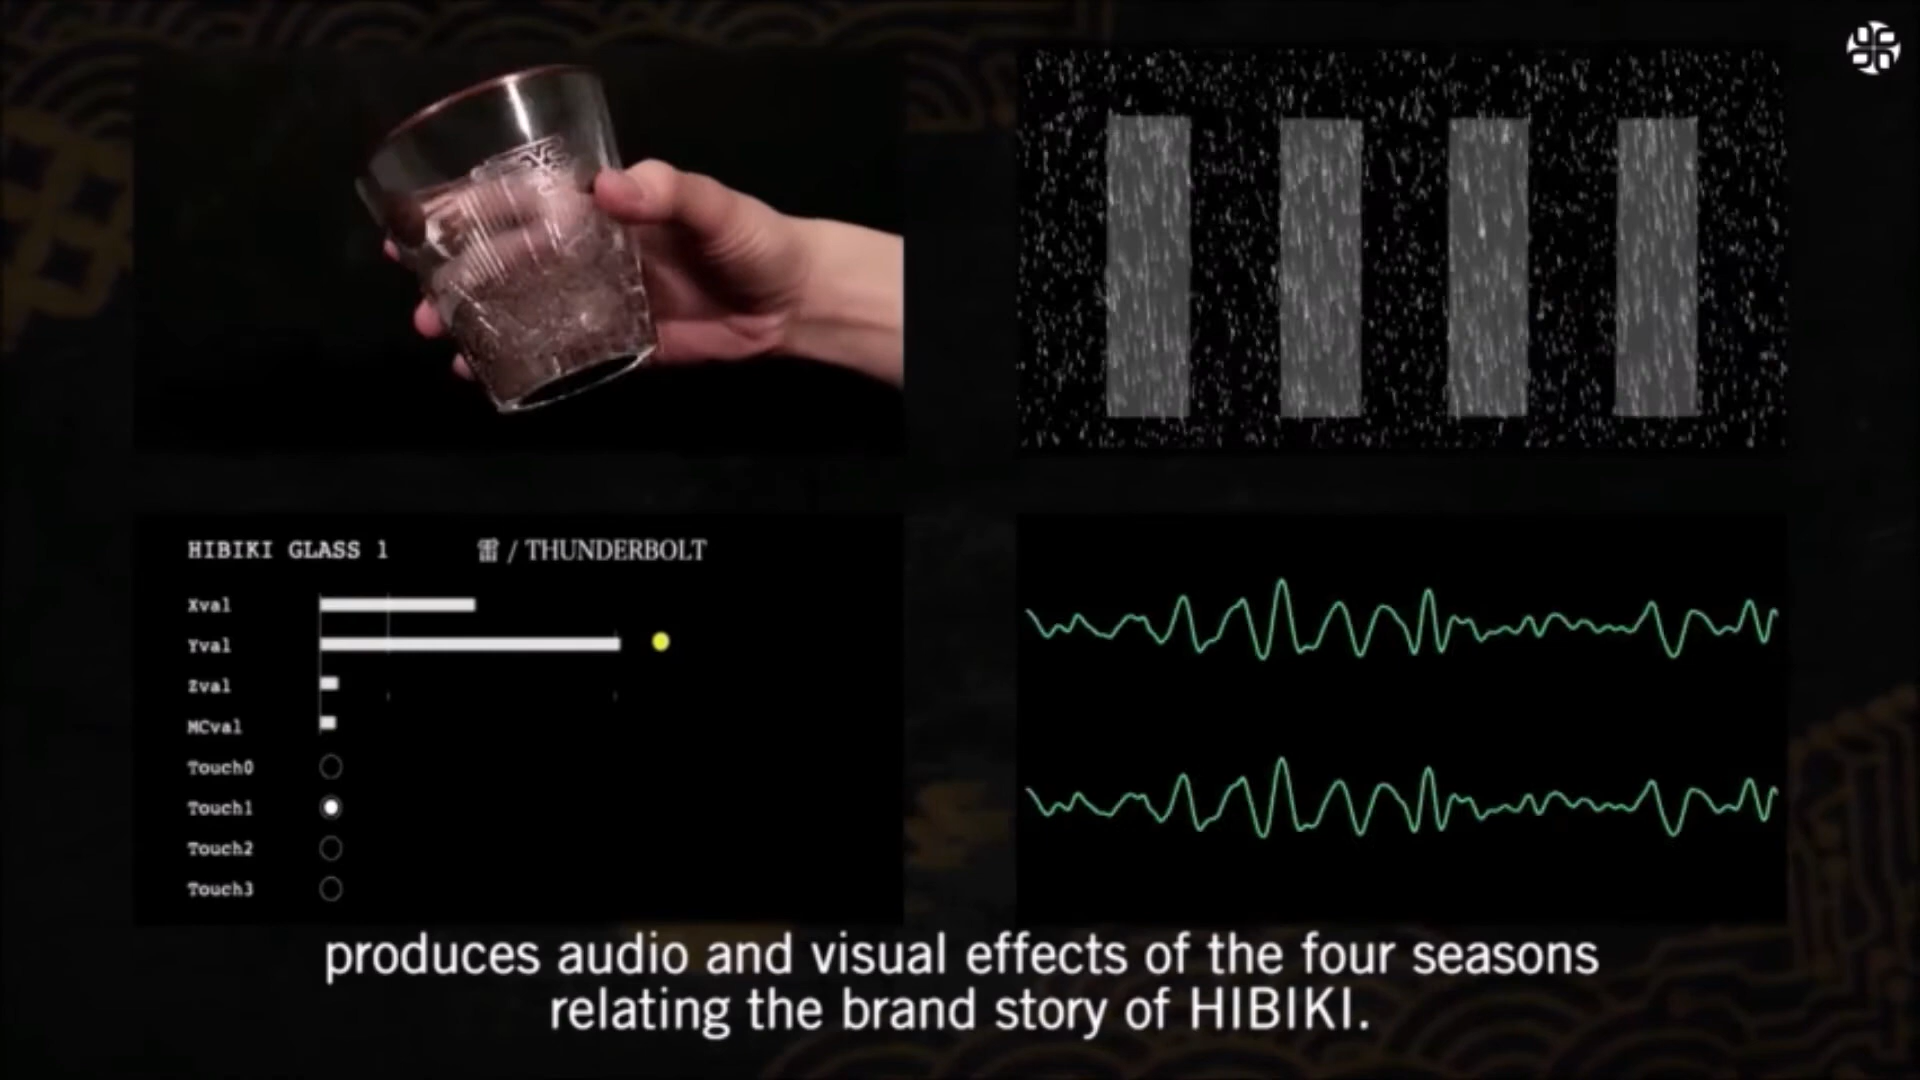 HIBIKI GLASS 1
雷 / THUNDERBOLT
Xval
Yval
Zval
MCval
Touch0
Touch1
Touch2
Touch3
produces audio and visual effects of the four seasons
relating the brand story of HIBIKI.